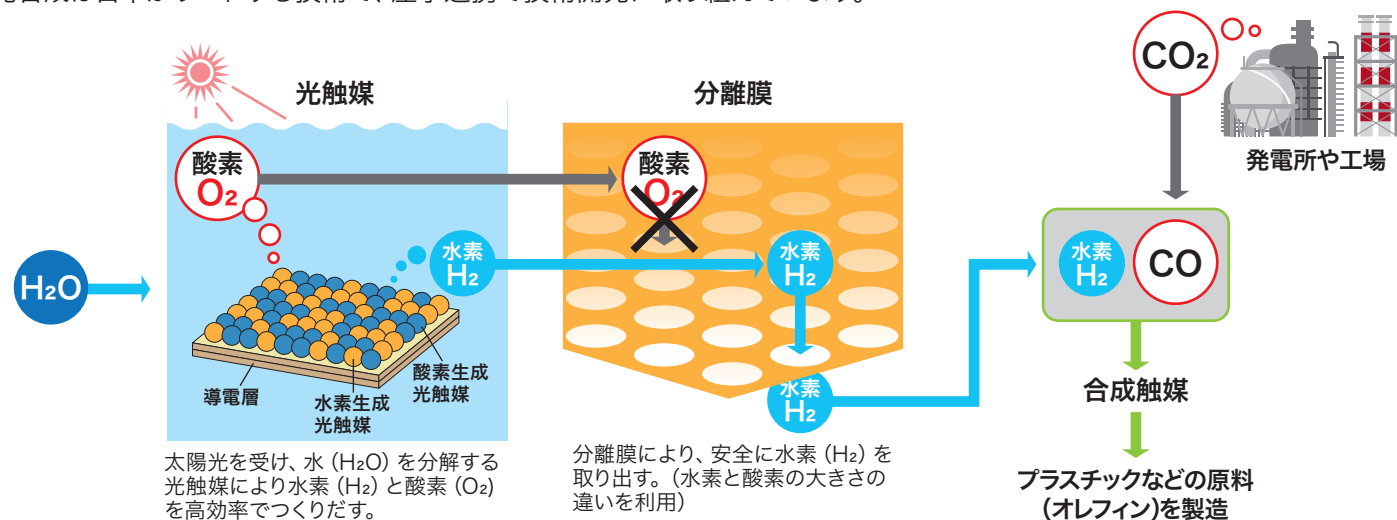 光触媒
分離膜
CO₂
発電所や工場
酸素
O₂
酸素
O₂
H₂O
水素
H₂
水素
H₂
水素
H₂
CO
導電層
水素生成
光触媒
酸素生成
光触媒
水素
H₂
合成触媒
太陽光を受け、水（H₂O）を分解する
光触媒により水素（H₂）と酸素（O₂）
を高効率でつくりだす。
分離膜により、安全に水素（H₂）を
取り出す。（水素と酸素の大きさの
違いを利用）
プラスチックなどの原料
（オレフィン）を製造